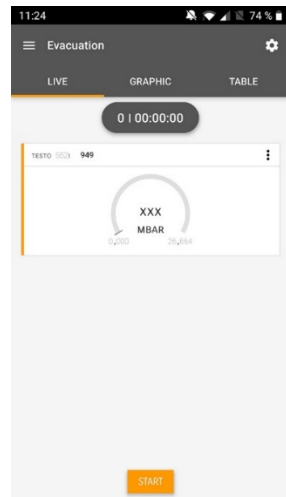 11:24 74 %
Evacuation
LIVE GRAPHIC TABLE
0 I 00:00:00
TESTO 552i 949
XXX
MBAR
0,000 26,664
START